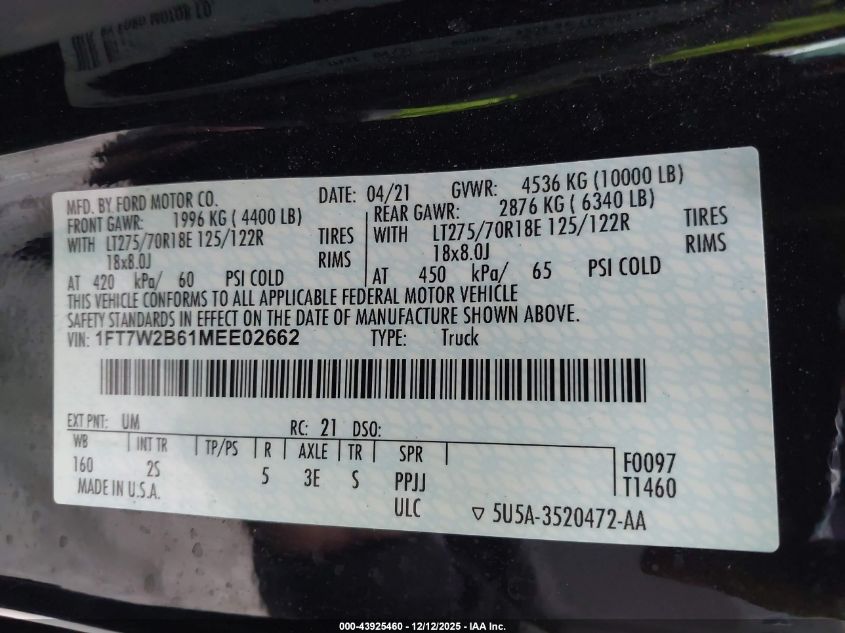 MFD. BY FORD MOTOR CO.
DATE: 04/21
GVWR: 4536 KG (10000 LB)
FRONT GAWR: 1996 KG ( 4400 LB)
REAR GAWR: 2876 KG ( 6340 LB)
WITH LT275/70R18E 125/122R TIRES
WITH LT275/70R18E 125/122R TIRES
18x8.0J RIMS
18x8.0J RIMS
AT 420 kPa/ 60 PSI COLD
AT 450 kPa/ 65 PSI COLD
THIS VEHICLE CONFORMS TO ALL APPLICABLE FEDERAL MOTOR VEHICLE
SAFETY STANDARDS IN EFFECT ON THE DATE OF MANUFACTURE SHOWN ABOVE.
VIN: 1FT7W2B61MEE02662 TYPE: Truck
EXT PNT: UM RC: 21 DSO:
WB INT TR TP/PS R AXLE TR SPR
160 2S 5 3E S PPJJ F0097
MADE IN U.S.A. ULC T1460
5U5A-3520472-AA
000-43925460 - 12/12/2025 - IAA Inc.